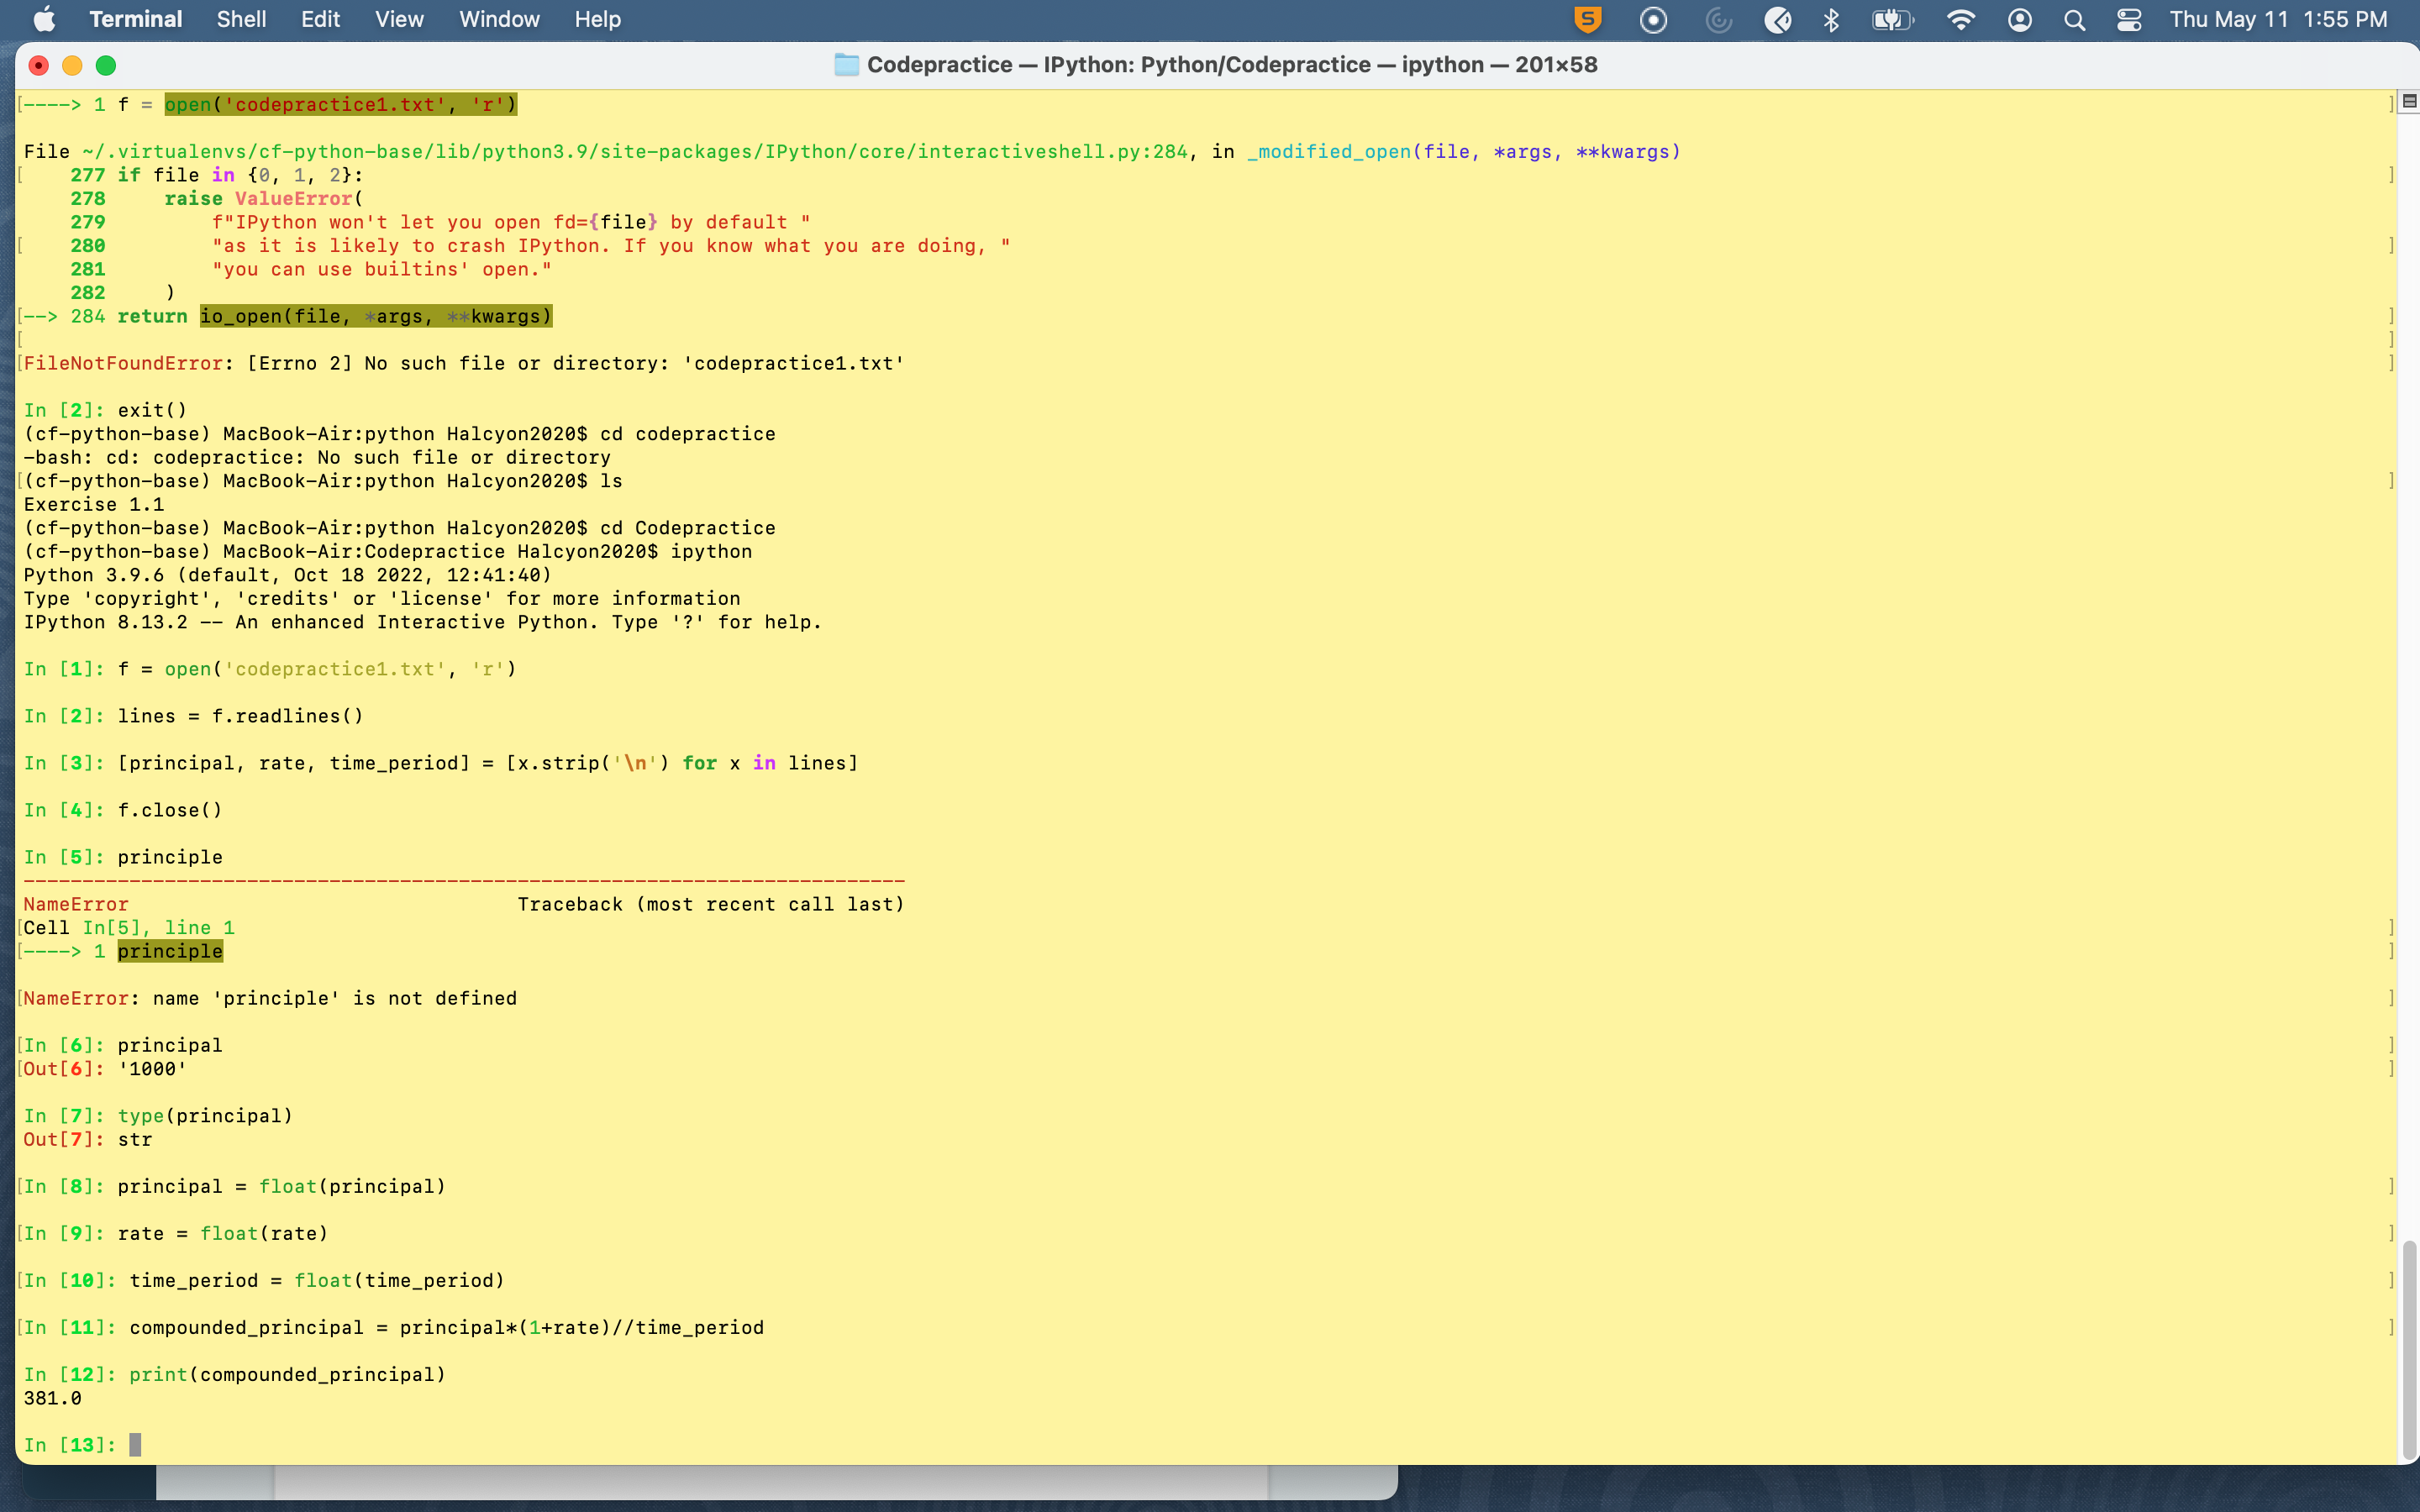 Terminal Shell Edit View Window Help S Thu May 11 1:55 PM
Codepractice — IPython: Python/Codepractice — ipython — 201×58
[----> 1 f = open('codepractice1.txt', 'r') ]
File ~/.virtualenvs/cf-python-base/lib/python3.9/site-packages/IPython/core/interactiveshell.py:284, in _modified_open(file, *args, **kwargs)
[    277 if file in {0, 1, 2}: ]
    278     raise ValueError(
    279         f"IPython won't let you open fd={file} by default "
[    280         "as it is likely to crash IPython. If you know what you are doing, " ]
    281         "you can use builtins' open."
    282     )
[--> 284 return io_open(file, *args, **kwargs) ]
[ ]
[FileNotFoundError: [Errno 2] No such file or directory: 'codepractice1.txt' ]
In [2]: exit()
(cf-python-base) MacBook-Air:python Halcyon2020$ cd codepractice
-bash: cd: codepractice: No such file or directory
[(cf-python-base) MacBook-Air:python Halcyon2020$ ls ]
Exercise 1.1
(cf-python-base) MacBook-Air:python Halcyon2020$ cd Codepractice
(cf-python-base) MacBook-Air:Codepractice Halcyon2020$ ipython
Python 3.9.6 (default, Oct 18 2022, 12:41:40)
Type 'copyright', 'credits' or 'license' for more information
IPython 8.13.2 -- An enhanced Interactive Python. Type '?' for help.
In [1]: f = open('codepractice1.txt', 'r')
In [2]: lines = f.readlines()
In [3]: [principal, rate, time_period] = [x.strip('\n') for x in lines]
In [4]: f.close()
In [5]: principle
---------------------------------------------------------------------------
NameError                                 Traceback (most recent call last)
[Cell In[5], line 1 ]
[----> 1 principle ]
[NameError: name 'principle' is not defined ]
[In [6]: principal ]
[Out[6]: '1000' ]
In [7]: type(principal)
Out[7]: str
[In [8]: principal = float(principal) ]
[In [9]: rate = float(rate) ]
[In [10]: time_period = float(time_period) ]
[In [11]: compounded_principal = principal*(1+rate)//time_period ]
In [12]: print(compounded_principal)
381.0
In [13]: